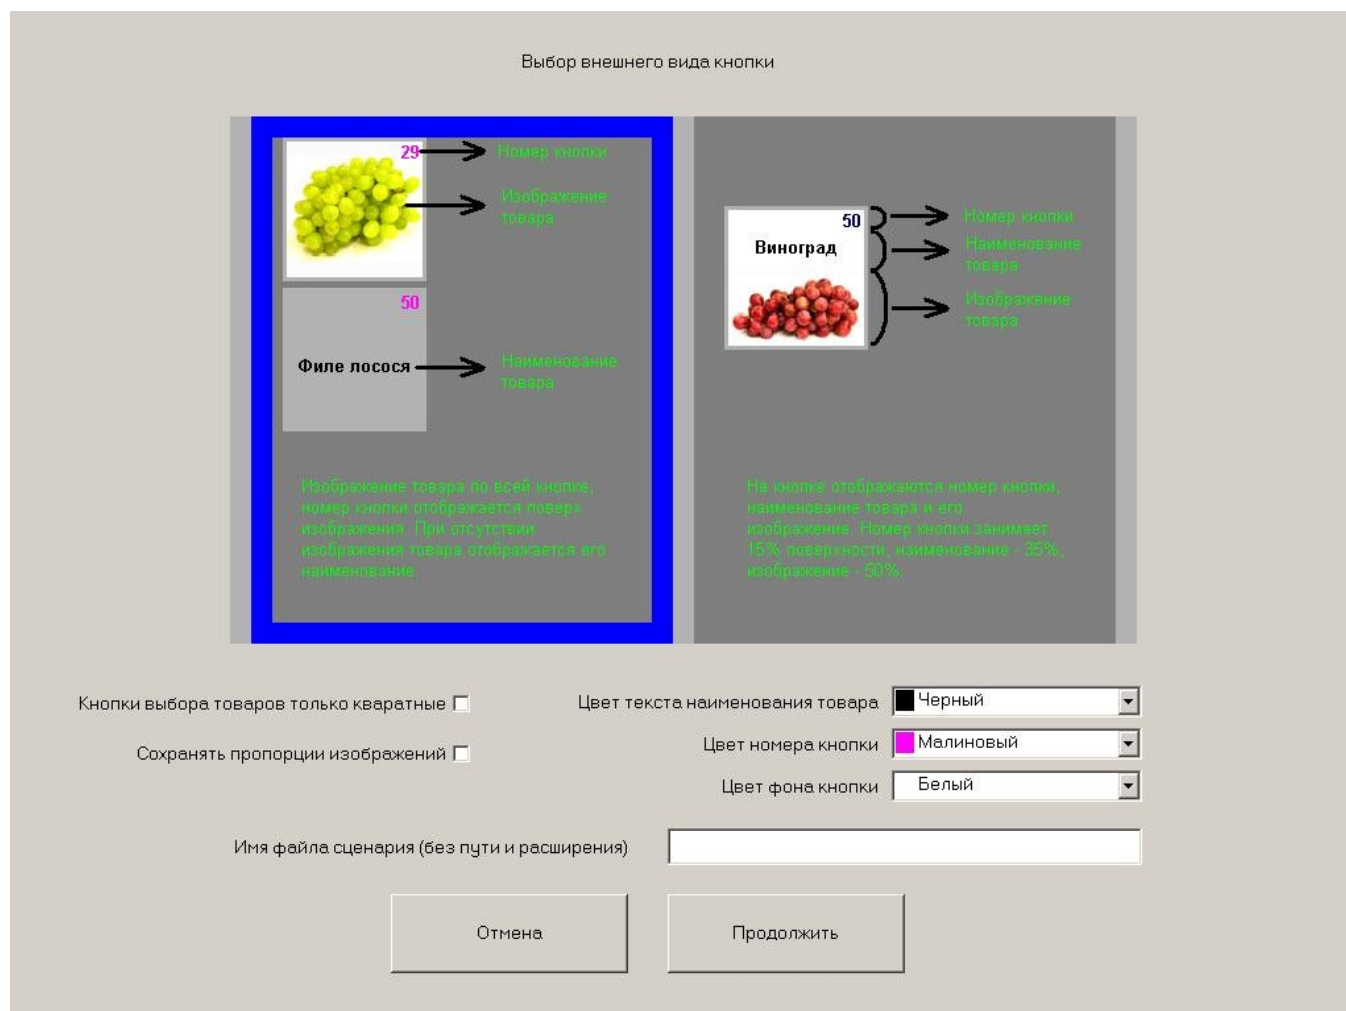 Выбор внешнего вида кнопки
29
Номер кнопки
Изображение
товара
50
Филе лосося
Наименование
товара
Изображение товара по всей кнопке,
номер кнопки отображается поверх
изображения. При отсутствии
изображения товара отображается его
наименование.
50
Виноград
Номер кнопки
Наименование
товара
Изображение
товара
На кнопке отображаются номер кнопки,
наименование товара и его
изображение. Номер кнопки занимает
15% поверхности, наименование - 35%,
изображение - 50%.
Кнопки выбора товаров только кваратные
Сохранять пропорции изображений
Цвет текста наименования товара
Черный
Цвет номера кнопки
Малиновый
Цвет фона кнопки
Белый
Имя файла сценария (без пути и расширения)
Отмена
Продолжить